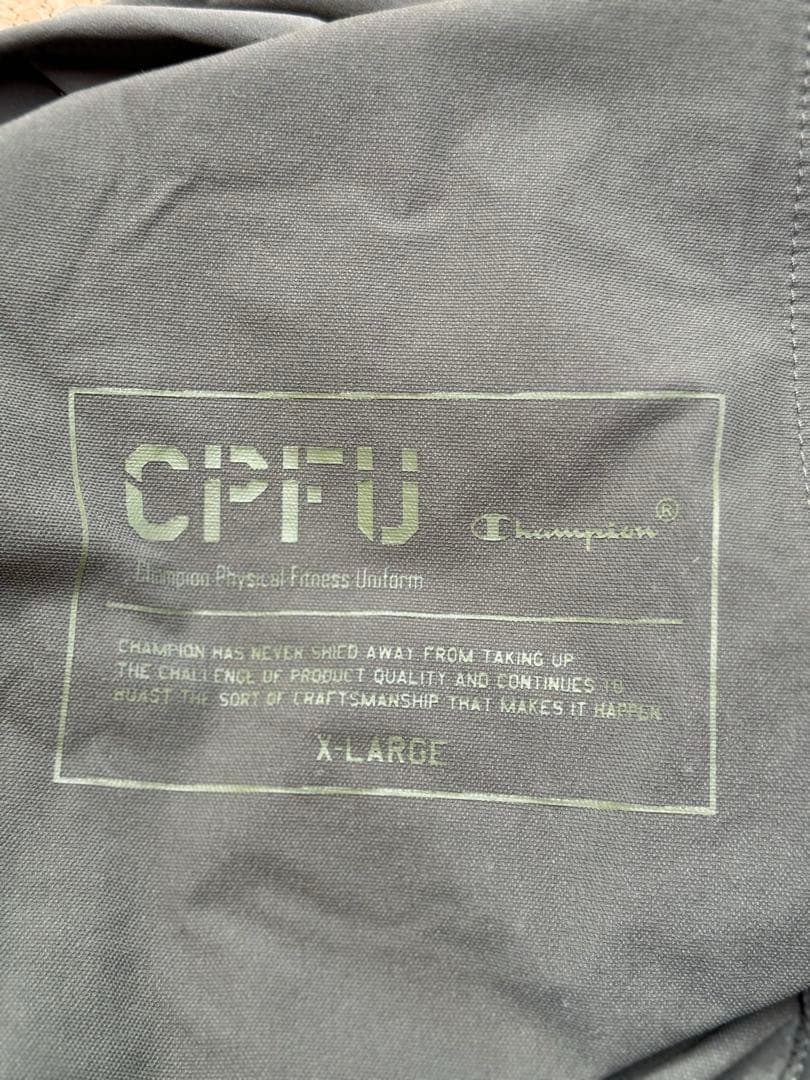 CPFU
Champion®
Champion Physical Fitness Uniform
CHAMPION HAS NEVER SHIED AWAY FROM TAKING UP
THE CHALLENGE OF PRODUCT QUALITY AND CONTINUES TO
BOAST THE SORT OF CRAFTSMANSHIP THAT MAKES IT HAPPEN
X-LARGE